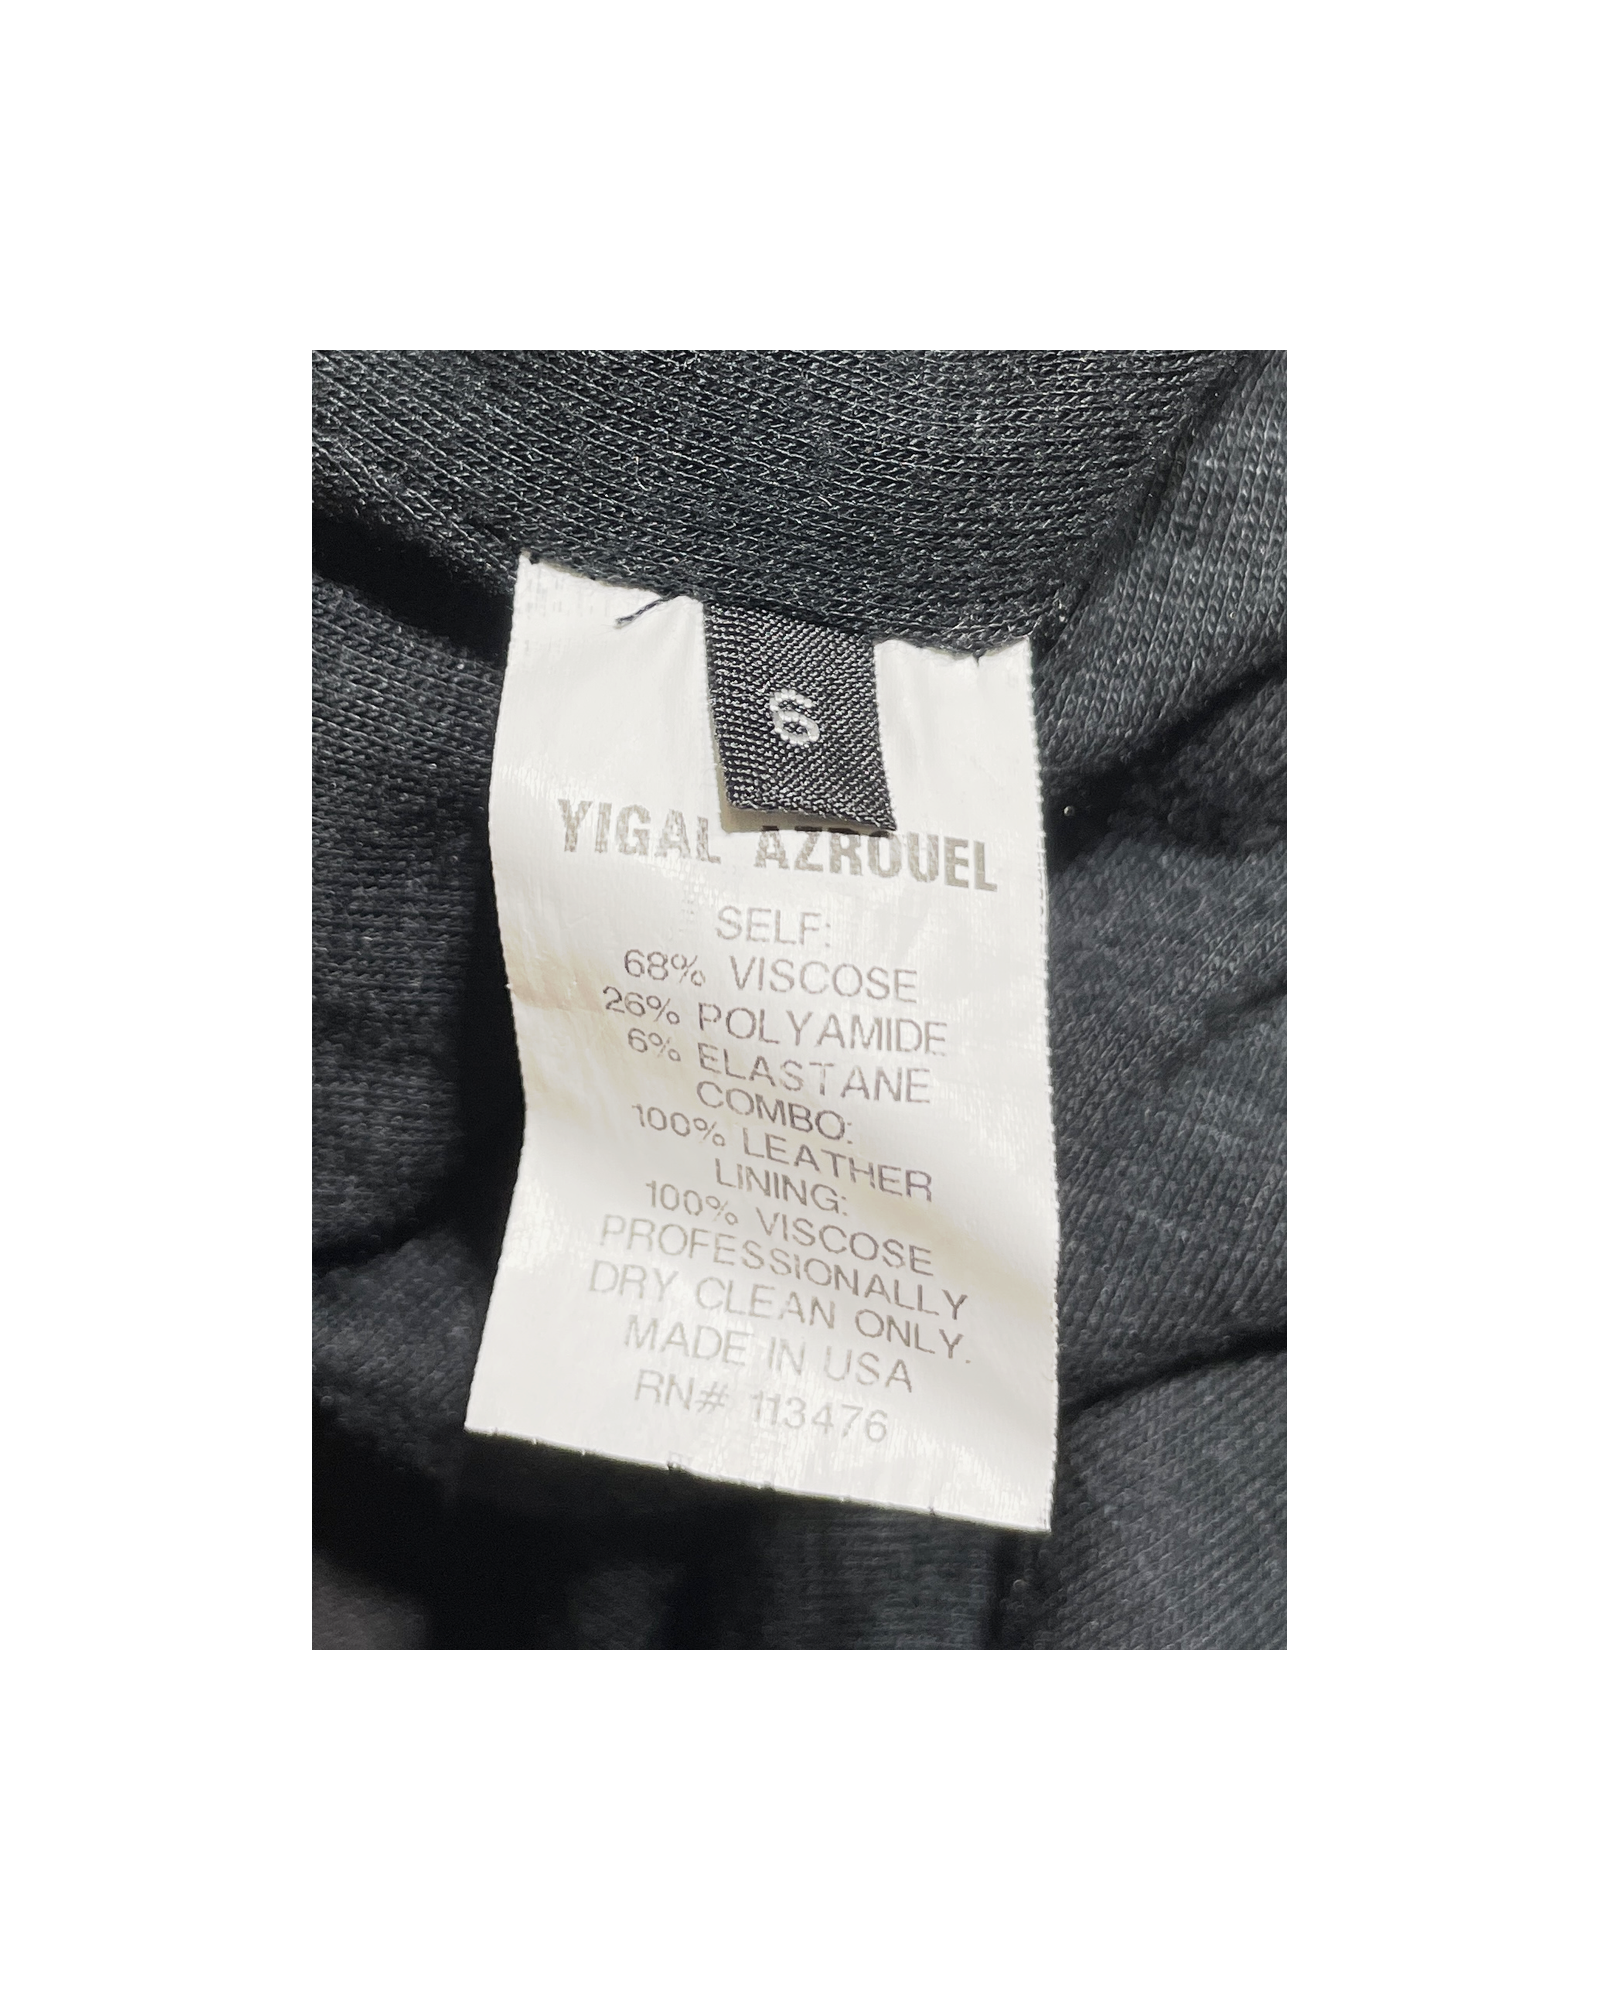 6
YIGAL AZROUEL
SELF:
68% VISCOSE
26% POLYAMIDE
6% ELASTANE
COMBO:
100% LEATHER
LINING:
100% VISCOSE
PROFESSIONALLY
DRY CLEAN ONLY.
MADE IN USA
RN# 113476